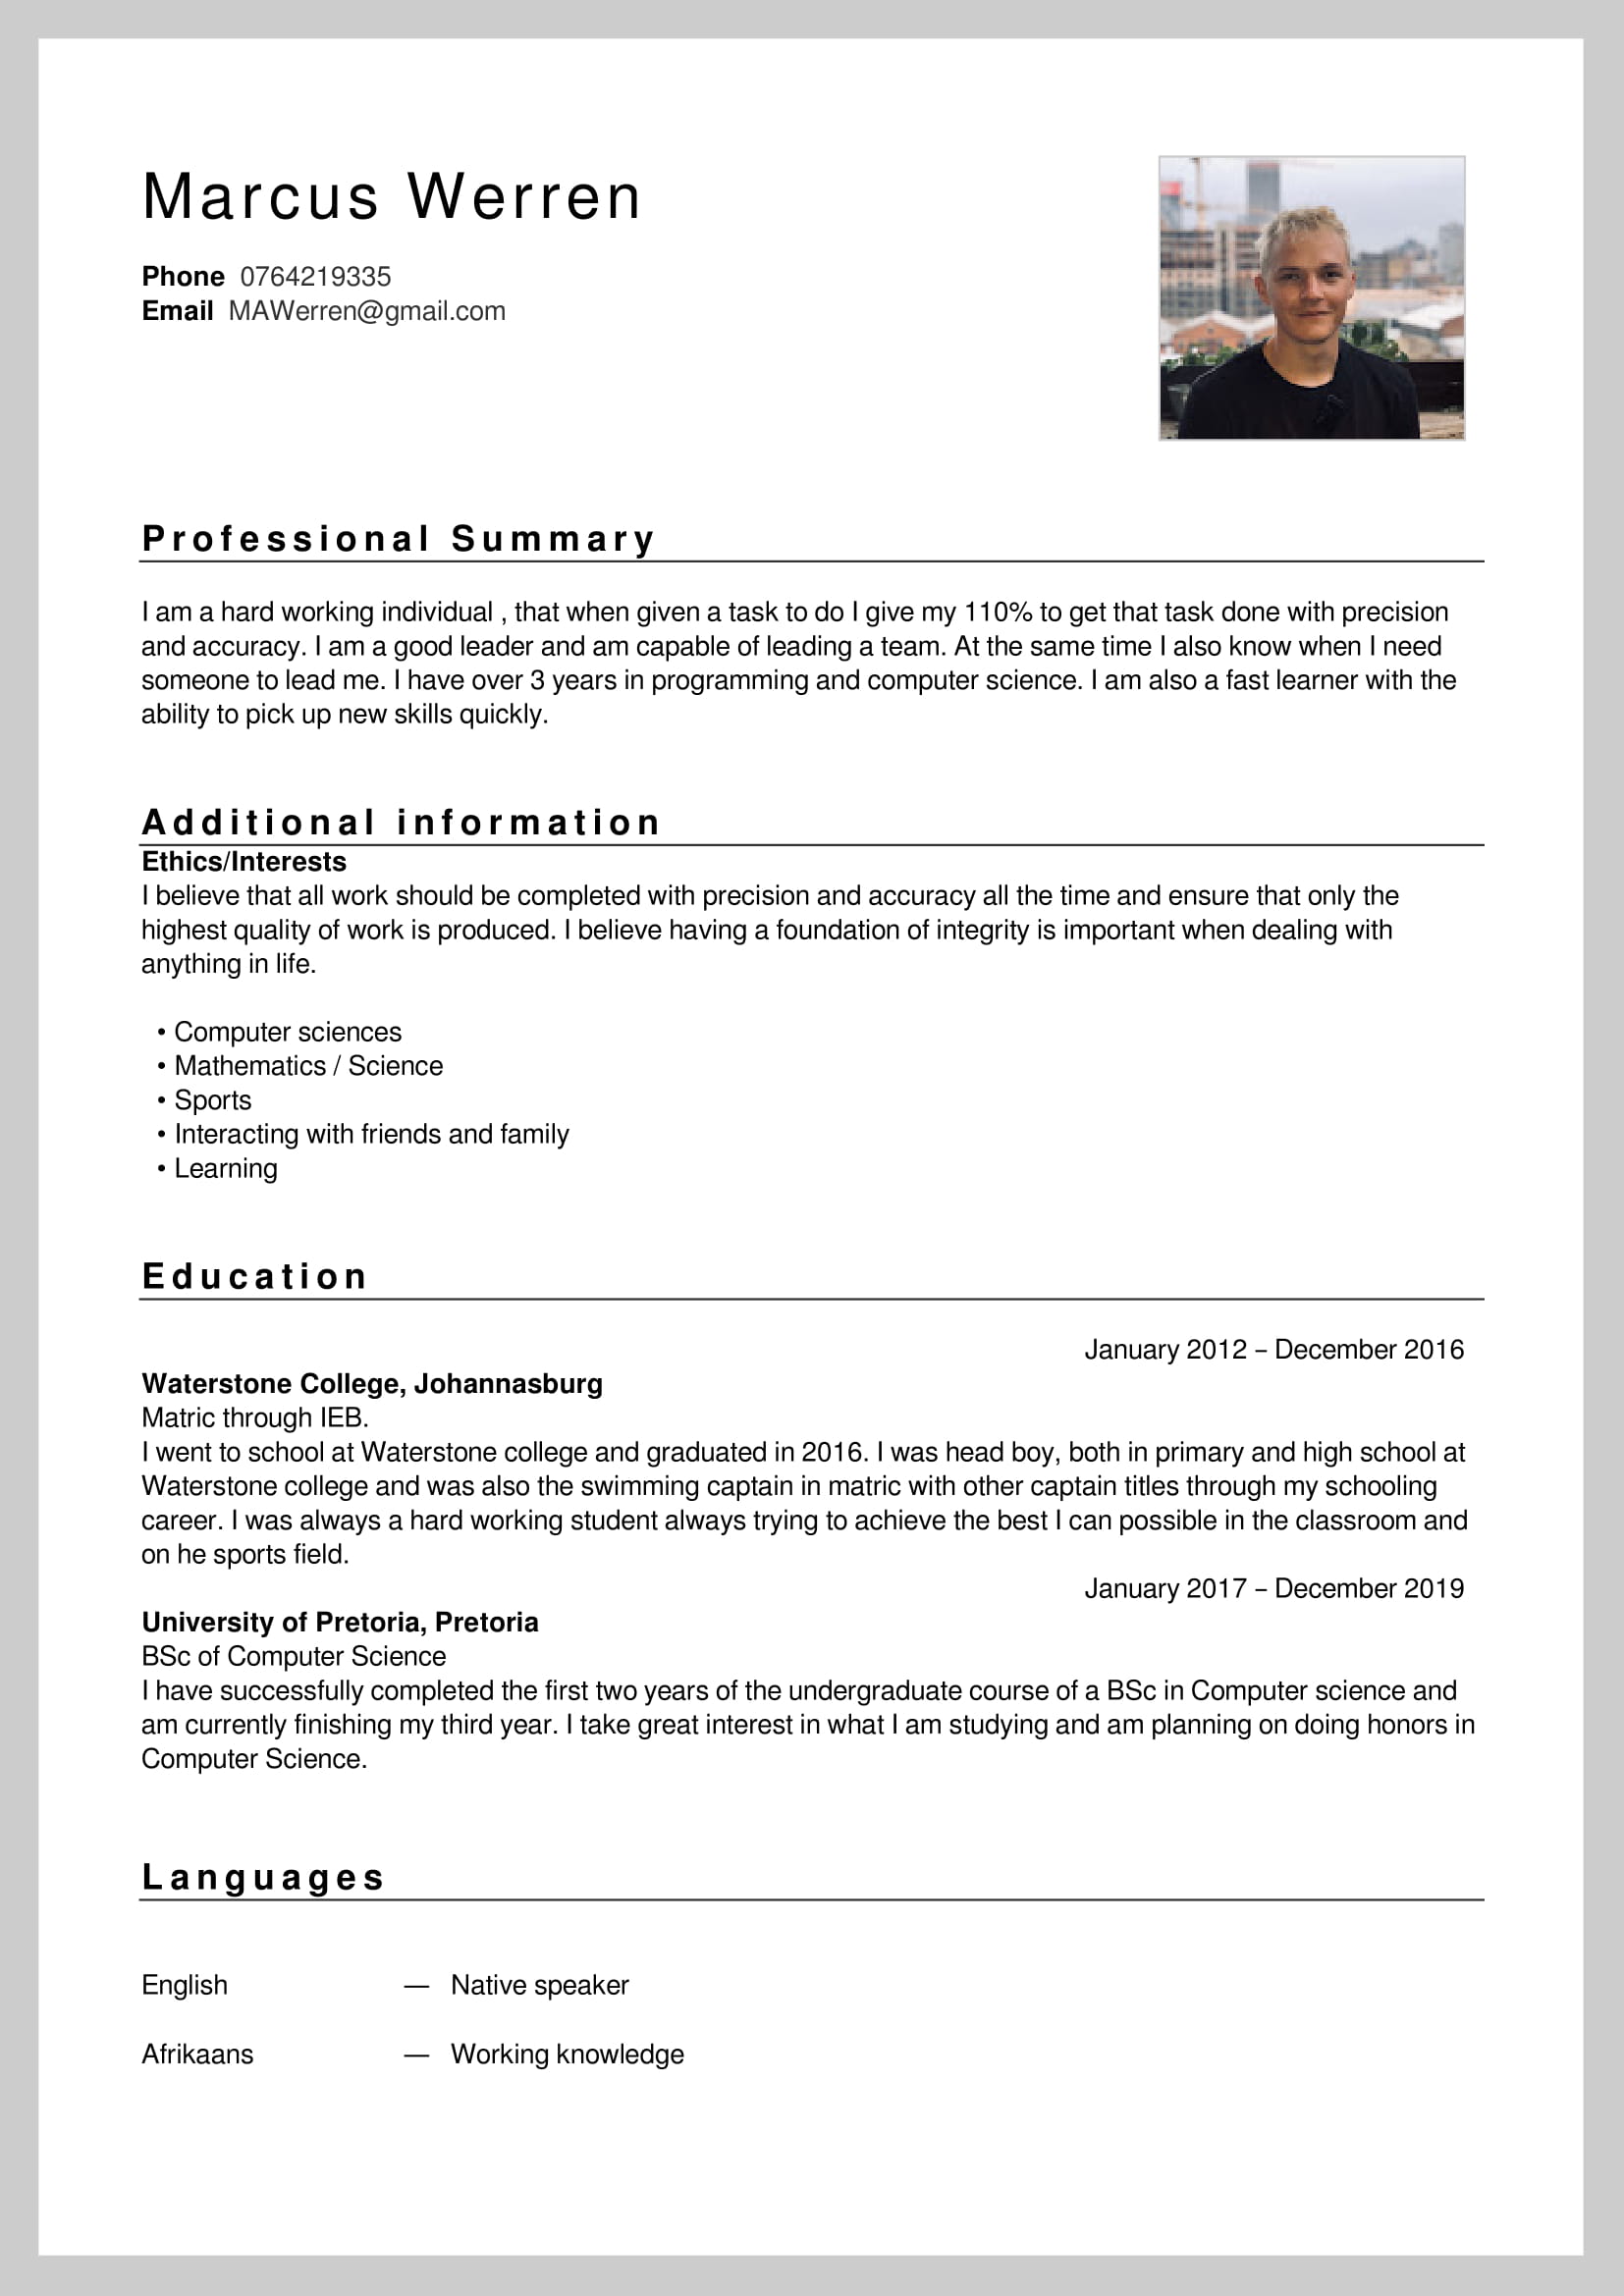 Marcus Werren
Phone 0764219335
Email MAWerren@gmail.com
Professional Summary
I am a hard working individual , that when given a task to do I give my 110% to get that task done with precision
and accuracy. I am a good leader and am capable of leading a team. At the same time I also know when I need
someone to lead me. I have over 3 years in programming and computer science. I am also a fast learner with the
ability to pick up new skills quickly.
Additional information
Ethics/Interests
I believe that all work should be completed with precision and accuracy all the time and ensure that only the
highest quality of work is produced. I believe having a foundation of integrity is important when dealing with
anything in life.
• Computer sciences
• Mathematics / Science
• Sports
• Interacting with friends and family
• Learning
Education
January 2012 – December 2016
Waterstone College, Johannasburg
Matric through IEB.
I went to school at Waterstone college and graduated in 2016. I was head boy, both in primary and high school at
Waterstone college and was also the swimming captain in matric with other captain titles through my schooling
career. I was always a hard working student always trying to achieve the best I can possible in the classroom and
on he sports field.
January 2017 – December 2019
University of Pretoria, Pretoria
BSc of Computer Science
I have successfully completed the first two years of the undergraduate course of a BSc in Computer science and
am currently finishing my third year. I take great interest in what I am studying and am planning on doing honors in
Computer Science.
Languages
English — Native speaker
Afrikaans — Working knowledge